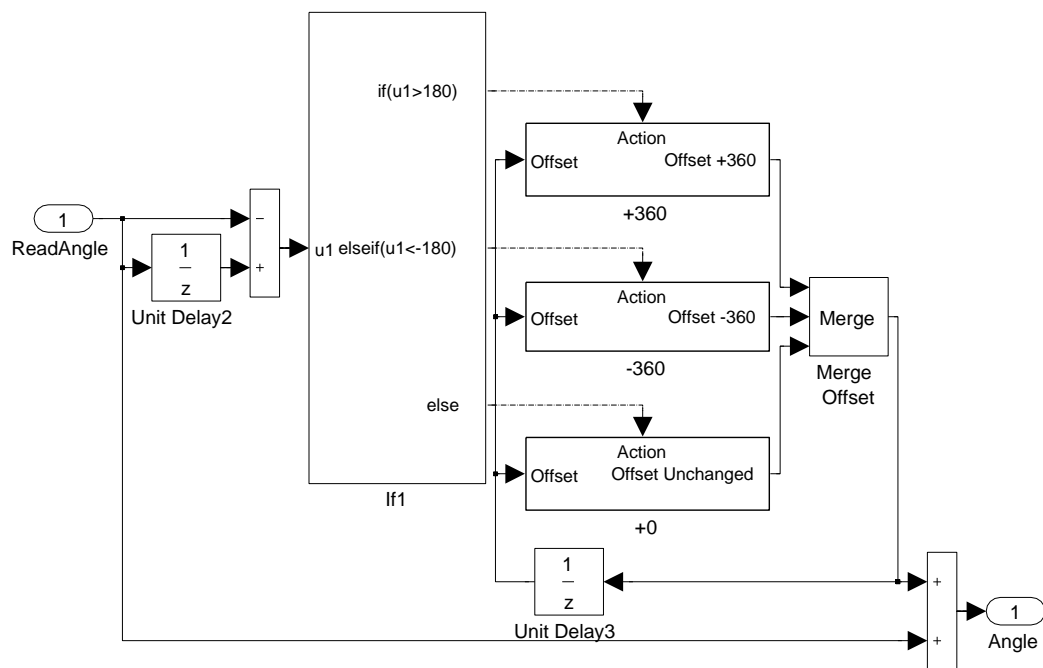 if(u1>180)
Action
Offset
Offset +360
+360
1
ReadAngle
−
+
1
z
Unit Delay2
u1
elseif(u1<-180)
Action
Offset
Offset -360
-360
Merge
Merge
Offset
else
Action
Offset
Offset Unchanged
+0
If1
1
z
Unit Delay3
+
+
1
Angle